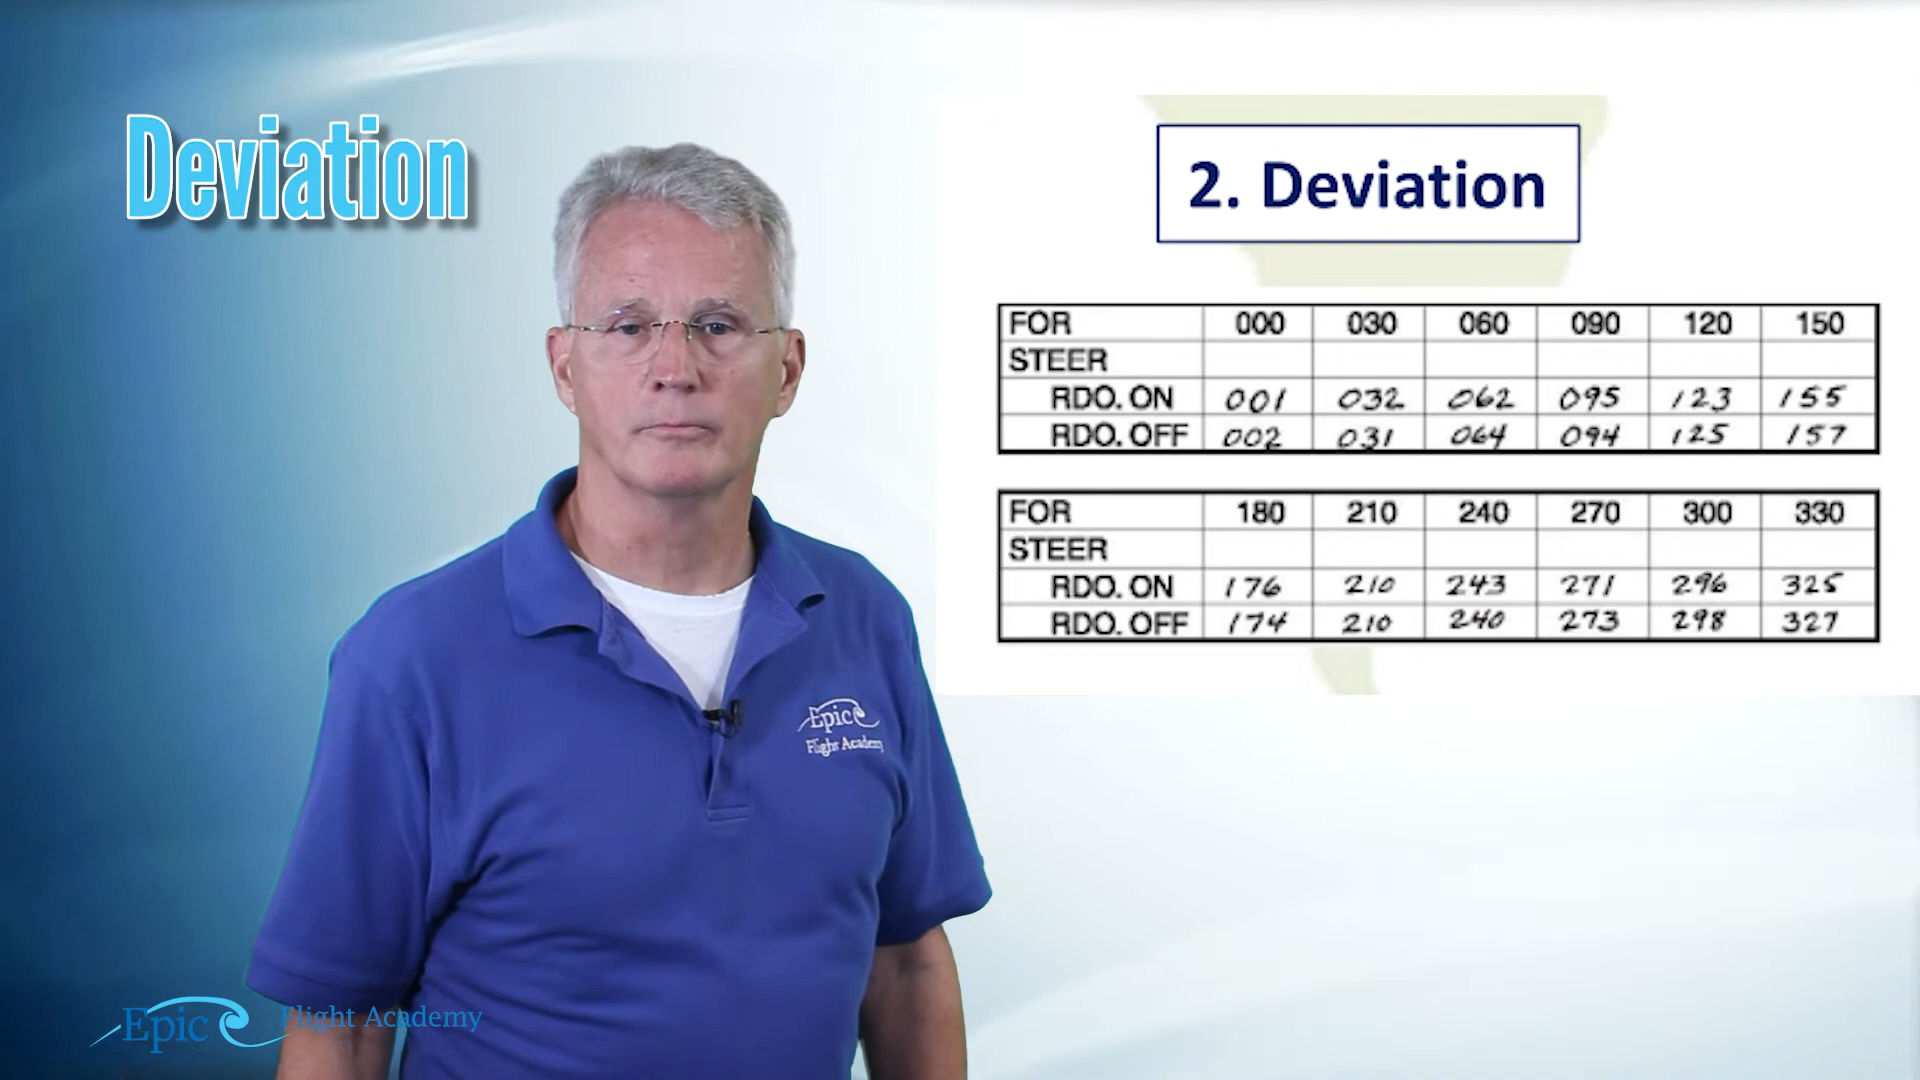 Deviation
2. Deviation
FOR 000 030 060 090 120 150
STEER
RDO. ON 001 032 062 095 123 155
RDO. OFF 002 031 064 094 125 157
FOR 180 210 240 270 300 330
STEER
RDO. ON 176 210 243 271 296 325
RDO. OFF 174 210 240 273 298 327
Epic
Flight Academy
Epic Flight Academy